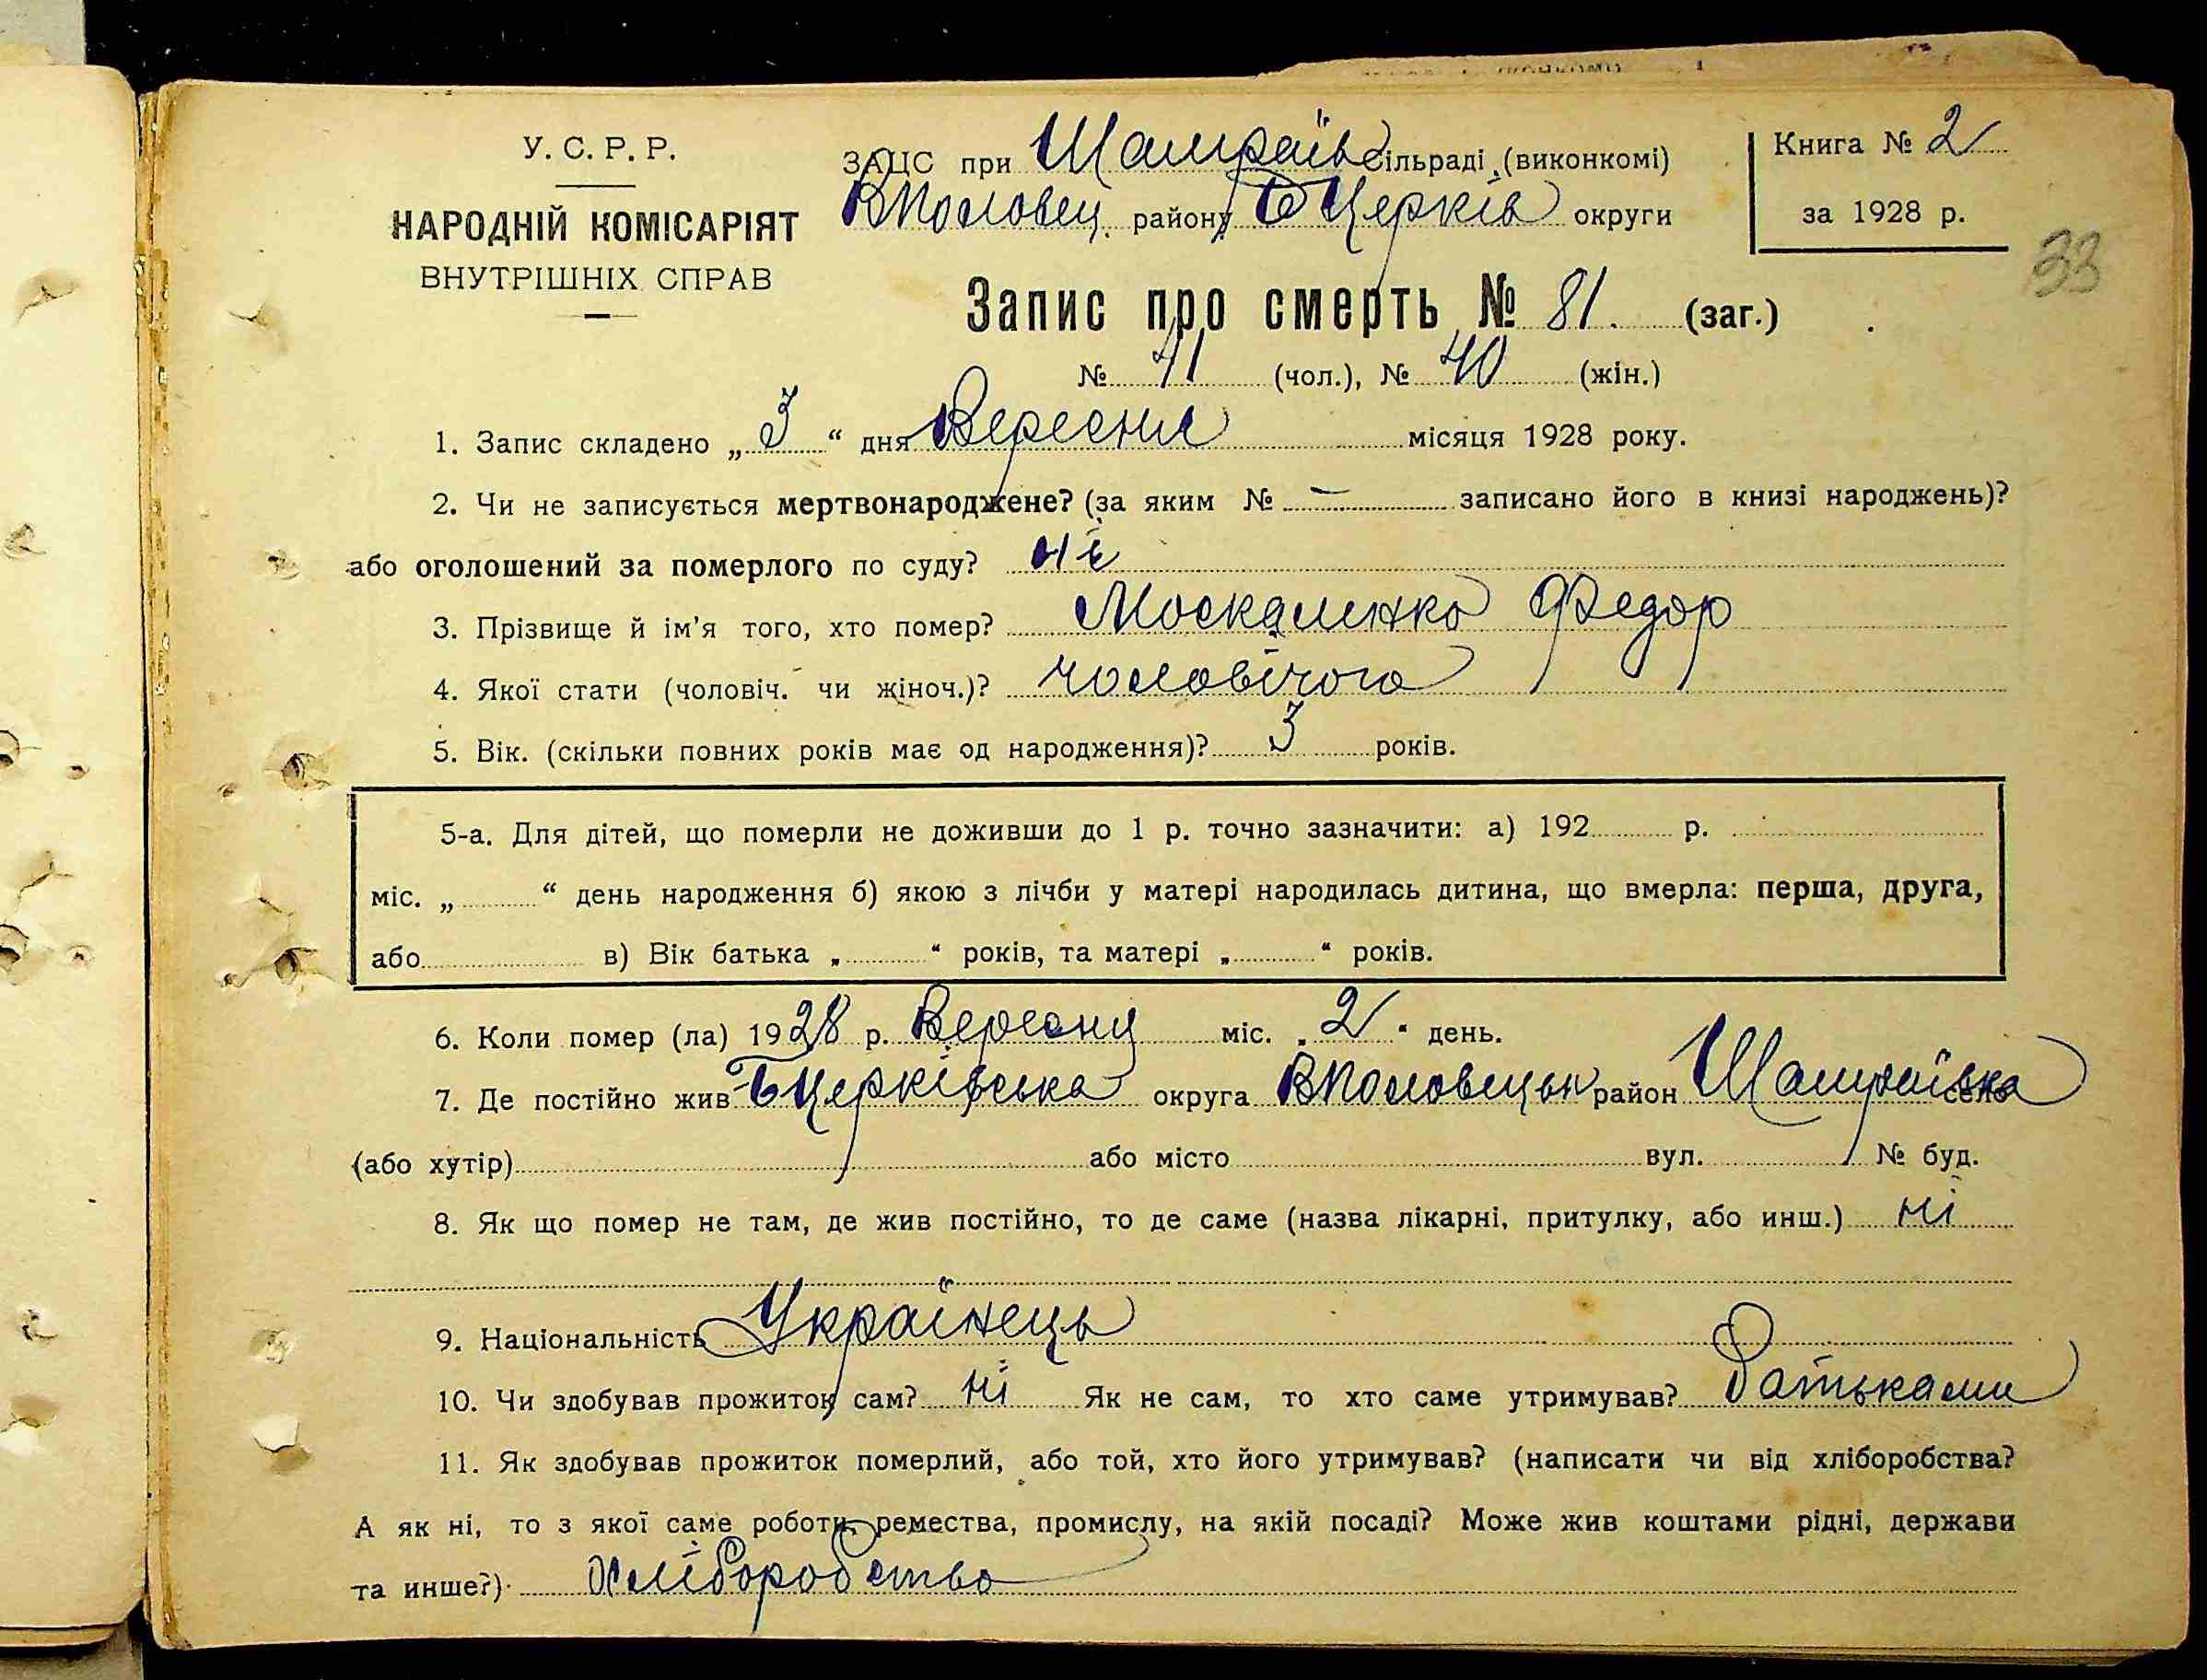 У. С. Р. Р.
НАРОДНІЙ КОМІСАРІЯТ
ВНУТРІШНІХ СПРАВ
ЗАЦС при Шамраїв сільраді (виконкомі)
ВПоловец. району БЦерків округи
Книга № 2
за 1928 р.
33
Запис про смерть № 81. (заг.)
№ 41 (чол.), № 40 (жін.)
1. Запис складено „ 3 “ дня Вересня місяця 1928 року.
2. Чи не записується мертвонароджене? (за яким № — записано його в книзі народжень)?
або оголошений за померлого по суду? ні
3. Прізвище й ім'я того, хто помер? Москаленко Федор
4. Якої стати (чоловіч. чи жіноч.)? чоловічого
5. Вік. (скільки повних років має од народження)? 3 років.
5-а. Для дітей, що померли не доживши до 1 р. точно зазначити: а) 192 р.
міс. „ “ день народження б) якою з лічби у матері народилась дитина, що вмерла: перша, друга,
або в) Вік батька „ “ років, та матері „ “ років.
6. Коли помер (ла) 1928 р. Вересня міс. „ 2 “ день.
7. Де постійно жив БЦерківська округа ВПоловецьк район Шамраївка село
(або хутір) або місто вул. № буд.
8. Як що помер не там, де жив постійно, то де саме (назва лікарні, притулку, або инш.) ні
9. Національність Українець
10. Чи здобував прожиток сам? ні Як не сам, то хто саме утримував? Батьками
11. Як здобував прожиток померлий, або той, хто його утримував? (написати чи від хліборобства?
А як ні, то з якої саме роботи, ремества, промислу, на якій посаді? Може жив коштами рідні, держави
та инше?) Хліборобство